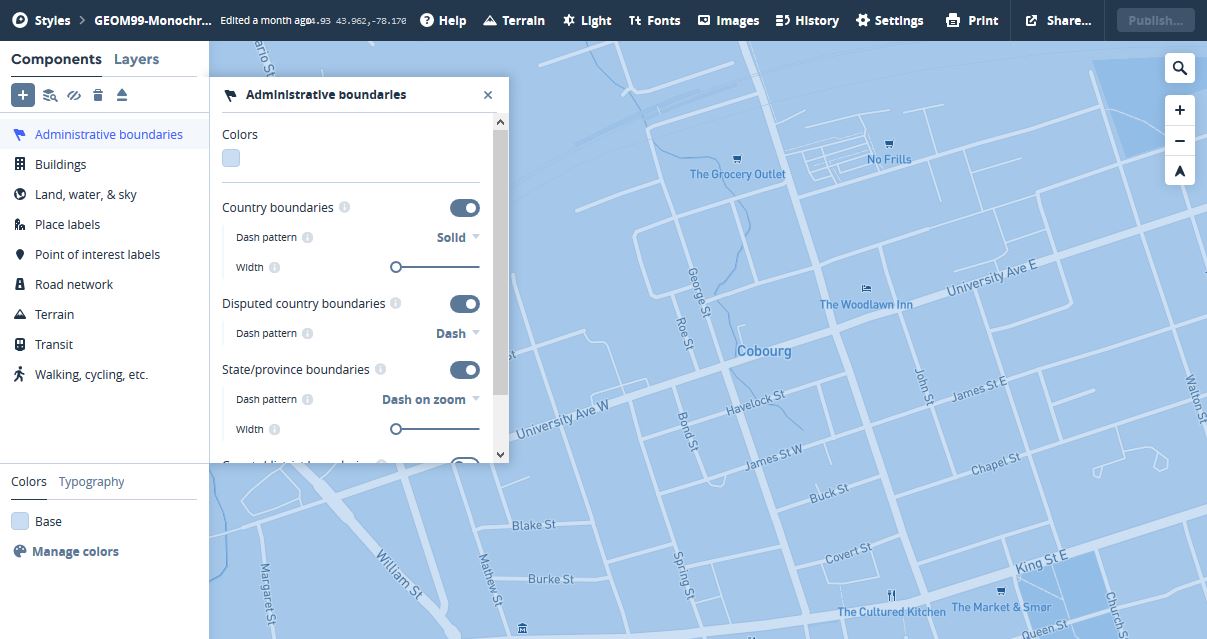 Styles > GEOM99-Monochr... Edited a month ago 4.93 43.962,-78.170 Help Terrain Light Fonts Images History Settings Print Share... Publish...
Components Layers
Administrative boundaries
Buildings
Land, water, & sky
Place labels
Point of interest labels
Road network
Terrain
Transit
Walking, cycling, etc.
Colors Typography
Base
Manage colors
Administrative boundaries
Colors
Country boundaries
Dash pattern Solid
Width
Disputed country boundaries
Dash pattern Dash
State/province boundaries
Dash pattern Dash on zoom
Width
ario St
The Grocery Outlet
No Frills
University Ave E
George St
The Woodlawn Inn
Roe St
Cobourg
John St
James St E
Walton St
Havelock St
University Ave W
Bond St
James St W
Chapel St
Buck St
Blake St
Covert St
King St E
William St
Mathew St
Burke St
Spring St
Margaret St
The Cultured Kitchen
The Market & Smør
Church S
Queen St